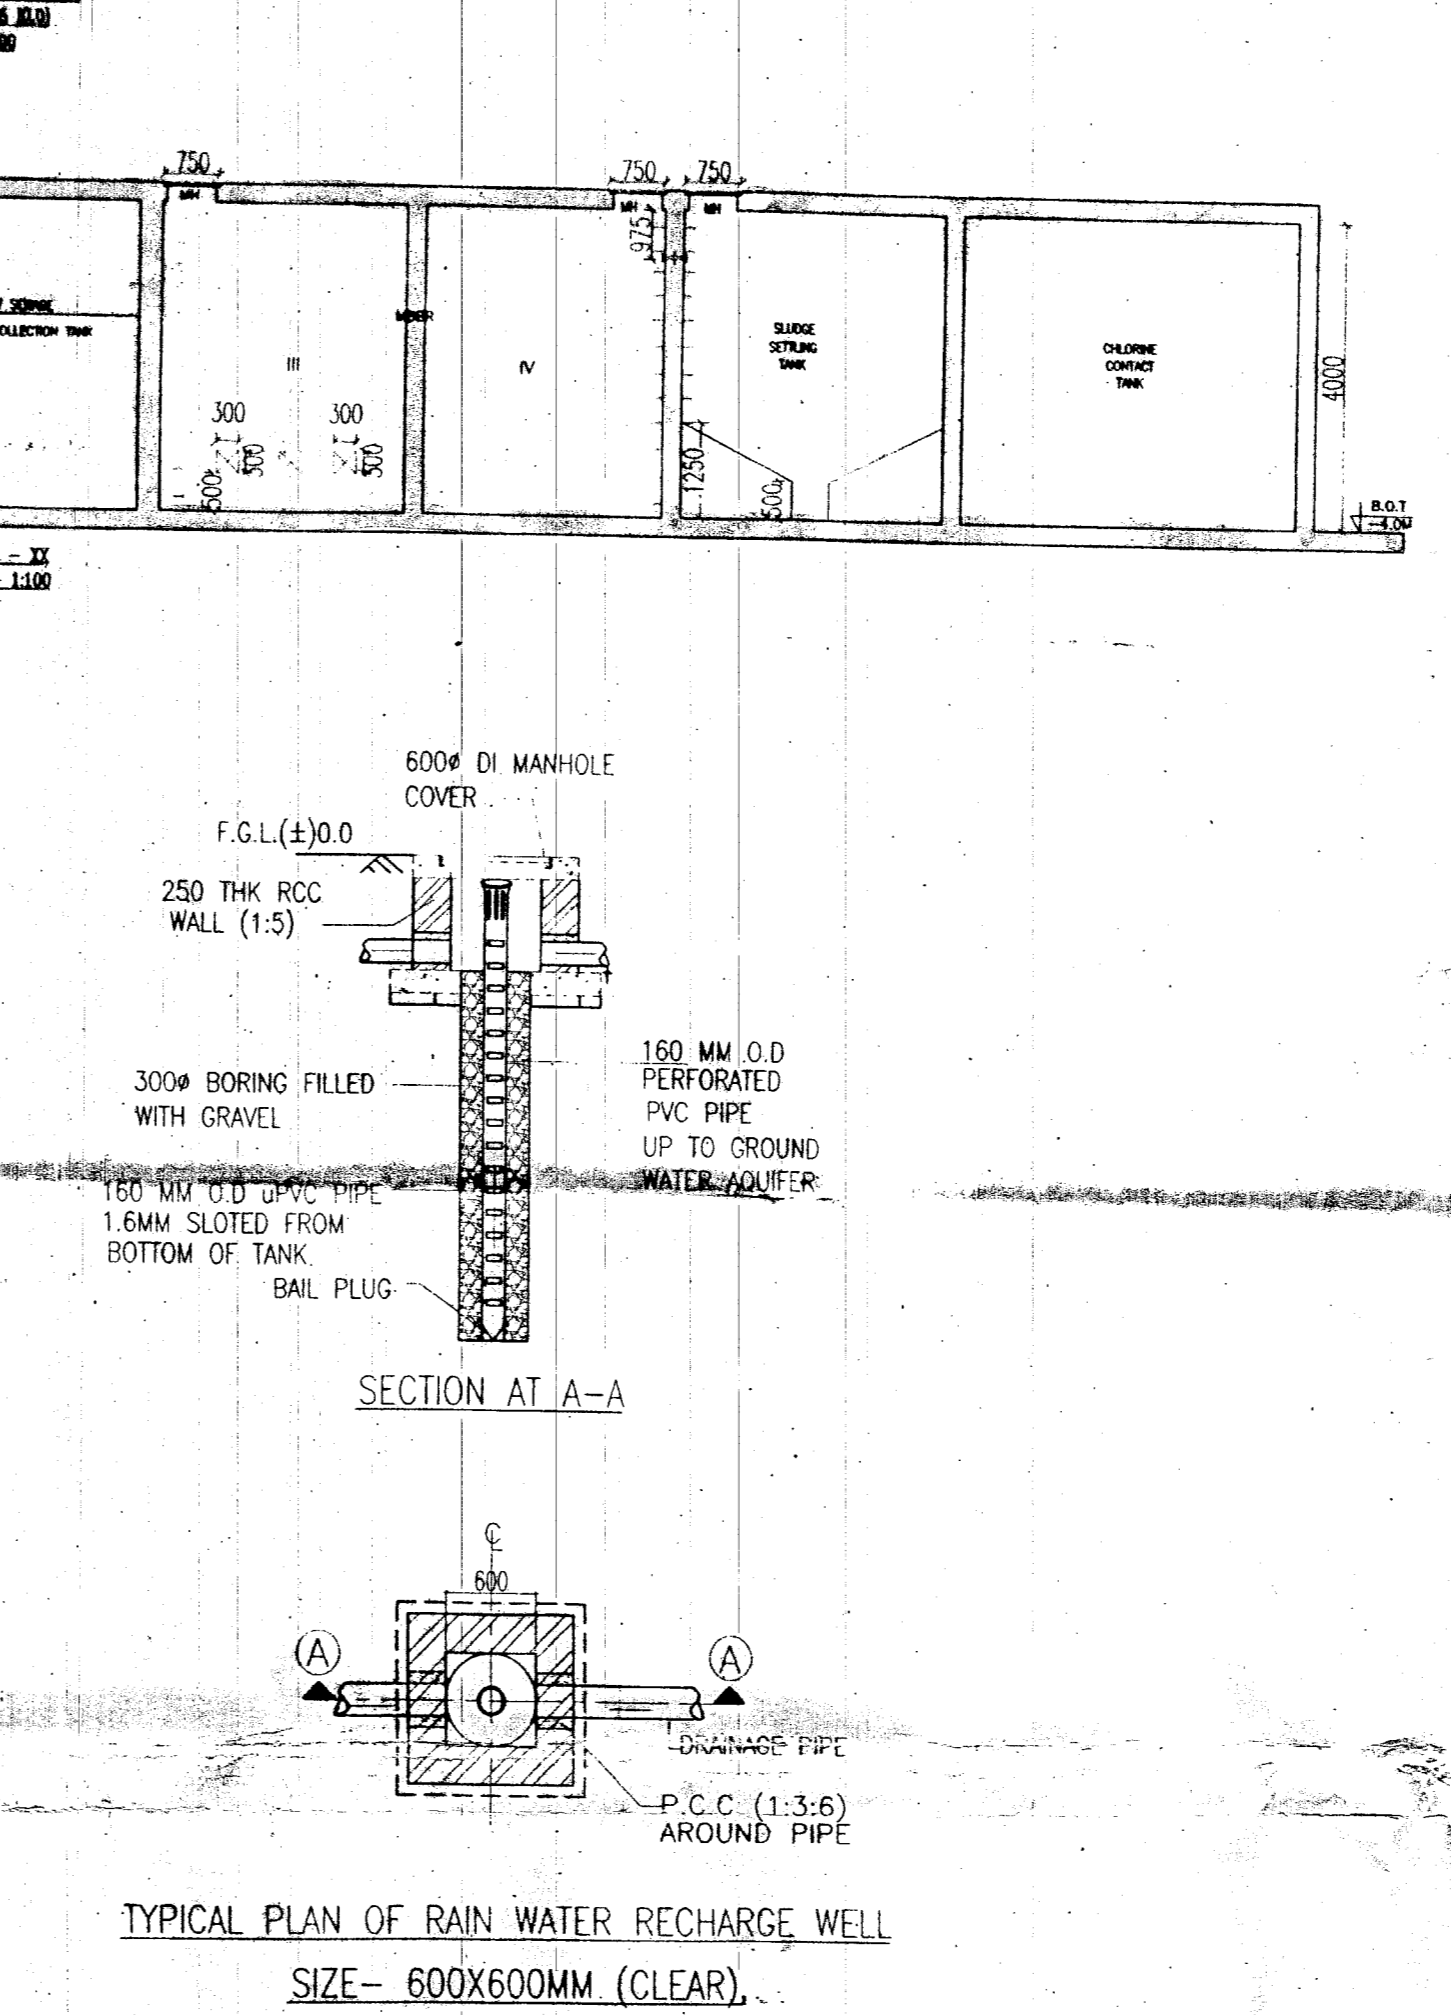 750
750
750
MH
MH
MH
975
COLLECTION TANK
III
IV
SLUDGE
SETTLING
TANK
CHLORINE
CONTACT
TANK
4000
300
300
300
300
500
1250
500
B.O.T
- XX
1:100
600ø DI MANHOLE
COVER
F.G.L.(±)0.0
250 THK RCC
WALL (1:5)
300ø BORING FILLED
WITH GRAVEL
160 MM O.D
PERFORATED
PVC PIPE
UP TO GROUND
WATER AQUIFER
160 MM O.D uPVC PIPE
1.6MM SLOTED FROM
BOTTOM OF TANK.
BAIL PLUG
SECTION AT A-A
600
A
A
DRAINAGE PIPE
P.C.C (1:3:6)
AROUND PIPE
TYPICAL PLAN OF RAIN WATER RECHARGE WELL
SIZE- 600X600MM (CLEAR)